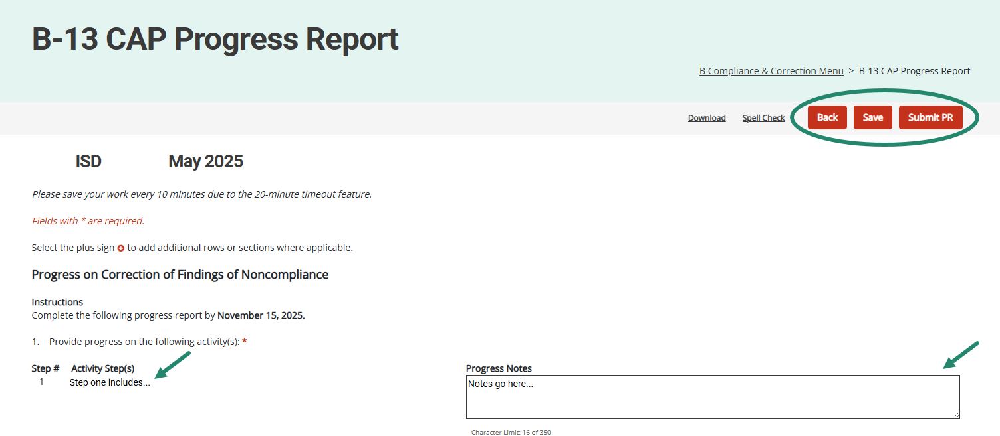 B-13 CAP Progress Report
B Compliance & Correction Menu > B-13 CAP Progress Report
Download Spell Check Back Save Submit PR
ISD May 2025
Please save your work every 10 minutes due to the 20-minute timeout feature.
Fields with * are required.
Select the plus sign to add additional rows or sections where applicable.
Progress on Correction of Findings of Noncompliance
Instructions
Complete the following progress report by November 15, 2025.
1. Provide progress on the following activity(s): *
Step # Activity Step(s) Progress Notes
1 Step one includes... Notes go here...
Character Limit: 16 of 350